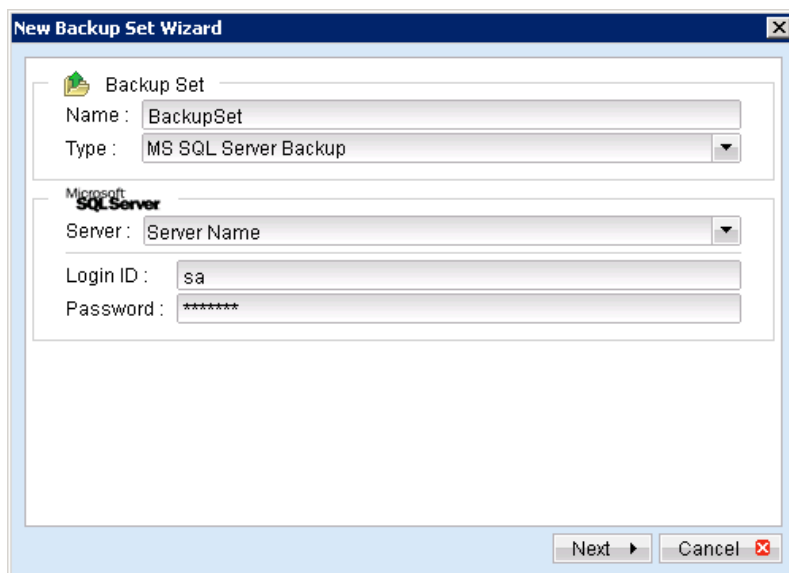 New Backup Set Wizard
Backup Set
Name : BackupSet
Type : MS SQL Server Backup
Microsoft
SQL Server
Server : Server Name
Login ID : sa
Password : *******
Next Cancel